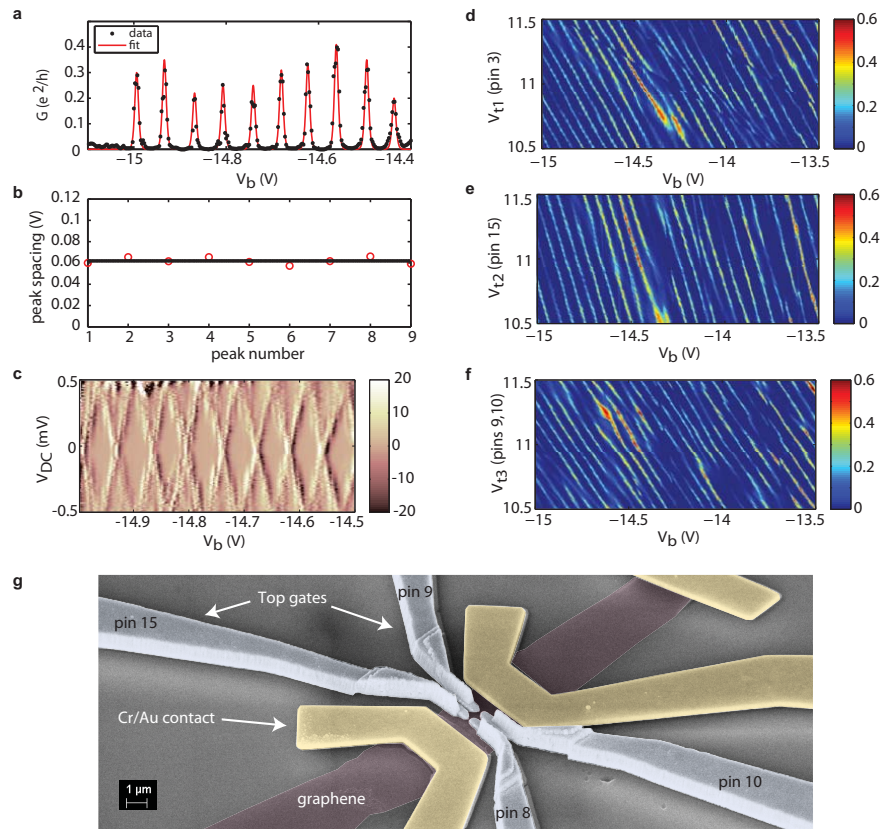 a
data
fit
G (e²/h)
0.4
0.3
0.2
0.1
0
−15
−14.8
−14.6
−14.4
V_b (V)
b
peak spacing (V)
0.12
0.09
0.06
0.03
0
1 2 3 4 5 6 7 8 9
peak number
c
V_DC (mV)
0.5
0
-0.5
-14.9 -14.8 -14.7 -14.6 -14.5
V_b (V)
20
10
0
-10
-20
d
V_t1 (pin 3)
11.5
11
10.5
−15 −14.5 −14 −13.5
V_b (V)
0.6
0.4
0.2
0
e
V_t2 (pin 15)
11.5
11
10.5
−15 −14.5 −14 −13.5
V_b (V)
0.6
0.4
0.2
0
f
V_t3 (pins 9,10)
11.5
11
10.5
−15 −14.5 −14 −13.5
V_b (V)
0.6
0.4
0.2
0
g
Top gates
pin 9
pin 15
Cr/Au contact
1 µm
graphene
pin 8
pin 10